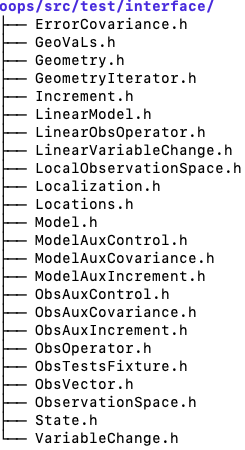 oops/src/test/interface/
├── ErrorCovariance.h
├── GeoVaLs.h
├── Geometry.h
├── GeometryIterator.h
├── Increment.h
├── LinearModel.h
├── LinearObsOperator.h
├── LinearVariableChange.h
├── LocalObservationSpace.h
├── Localization.h
├── Locations.h
├── Model.h
├── ModelAuxControl.h
├── ModelAuxCovariance.h
├── ModelAuxIncrement.h
├── ObsAuxControl.h
├── ObsAuxCovariance.h
├── ObsAuxIncrement.h
├── ObsOperator.h
├── ObsTestsFixture.h
├── ObsVector.h
├── ObservationSpace.h
├── State.h
└── VariableChange.h